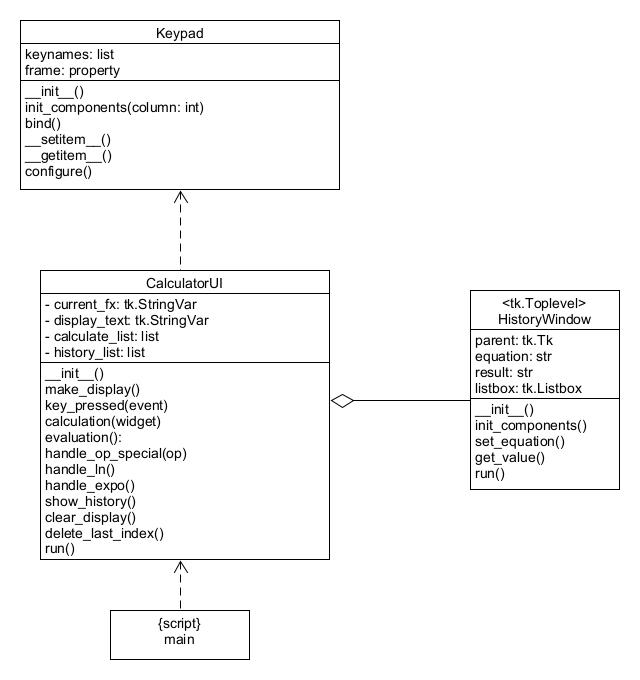 Keypad
keynames: list
frame: property
__init__()
init_components(column: int)
bind()
__setitem__()
__getitem__()
configure()
CalculatorUI
- current_fx: tk.StringVar
- display_text: tk.StringVar
- calculate_list: list
- history_list: list
__init__()
make_display()
key_pressed(event)
calculation(widget)
evaluation():
handle_op_special(op)
handle_ln()
handle_expo()
show_history()
clear_display()
delete_last_index()
run()
<tk.Toplevel>
HistoryWindow
parent: tk.Tk
equation: str
result: str
listbox: tk.Listbox
__init__()
init_components()
set_equation()
get_value()
run()
{script}
main